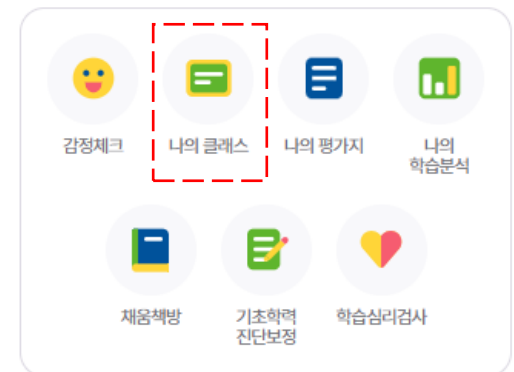 감정체크
나의 클래스
나의 평가지
나의
학습분석
채움책방
기초학력
진단보정
학습심리검사